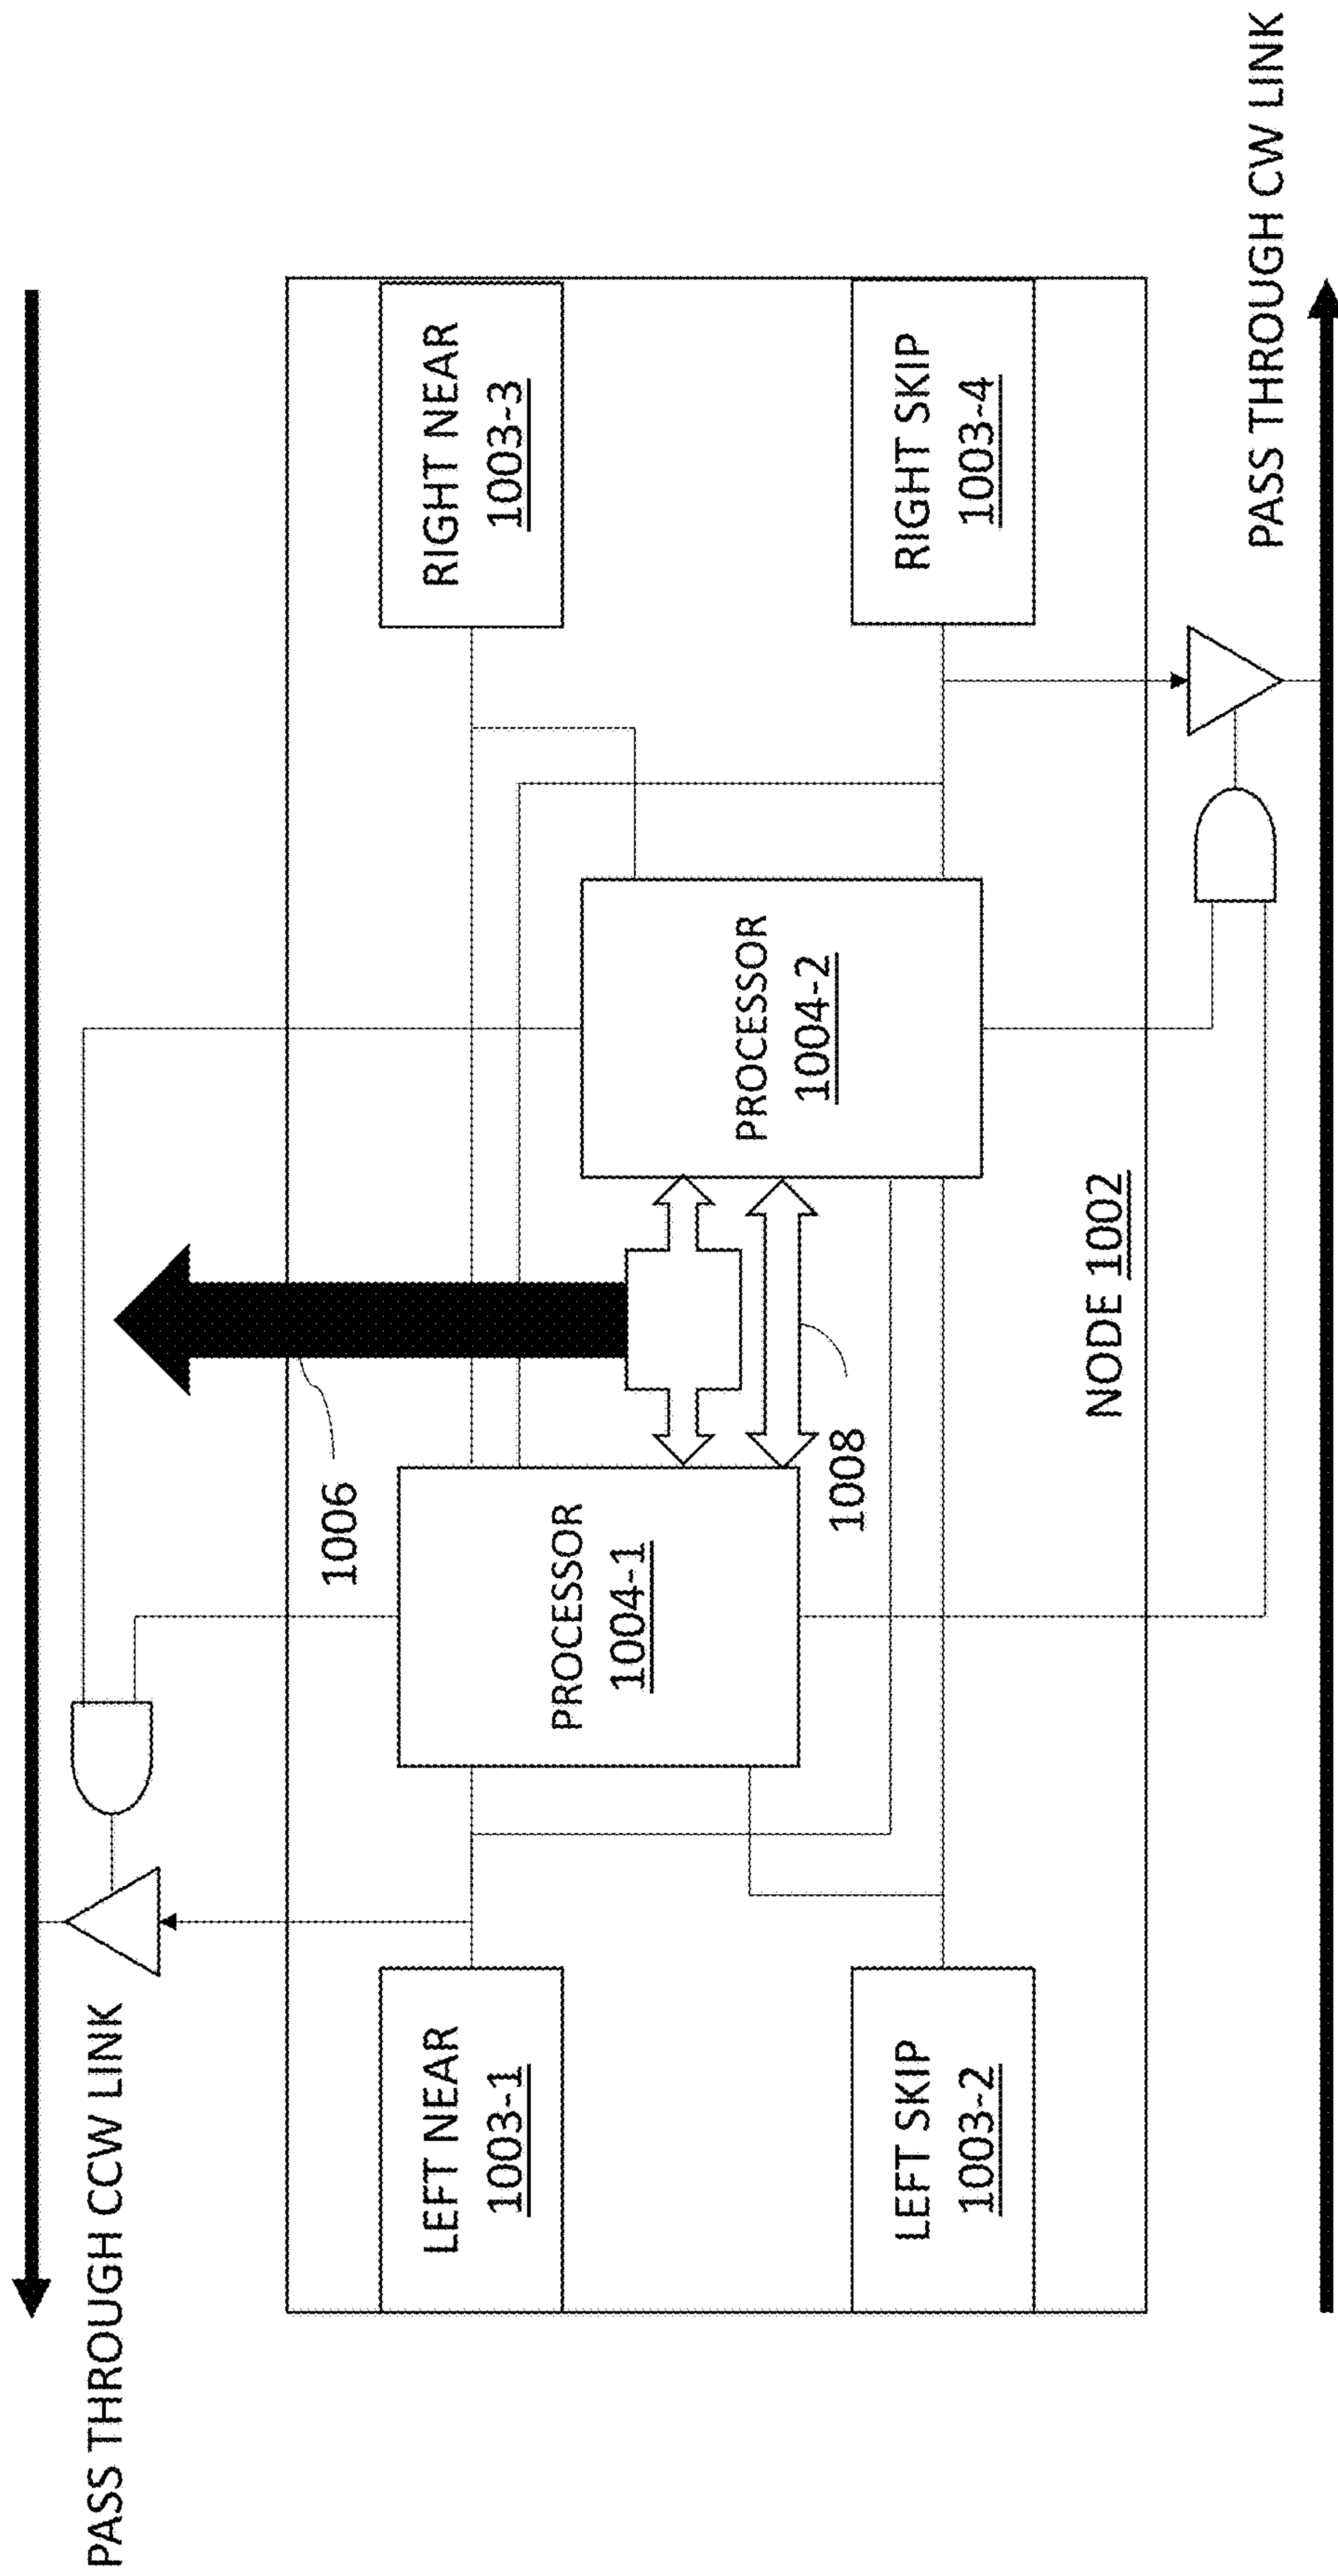 PASS THROUGH CCW LINK
LEFT NEAR
1003-1
RIGHT NEAR
1003-3
1006
PROCESSOR
1004-1
PROCESSOR
1004-2
1008
LEFT SKIP
1003-2
RIGHT SKIP
1003-4
NODE 1002
PASS THROUGH CW LINK